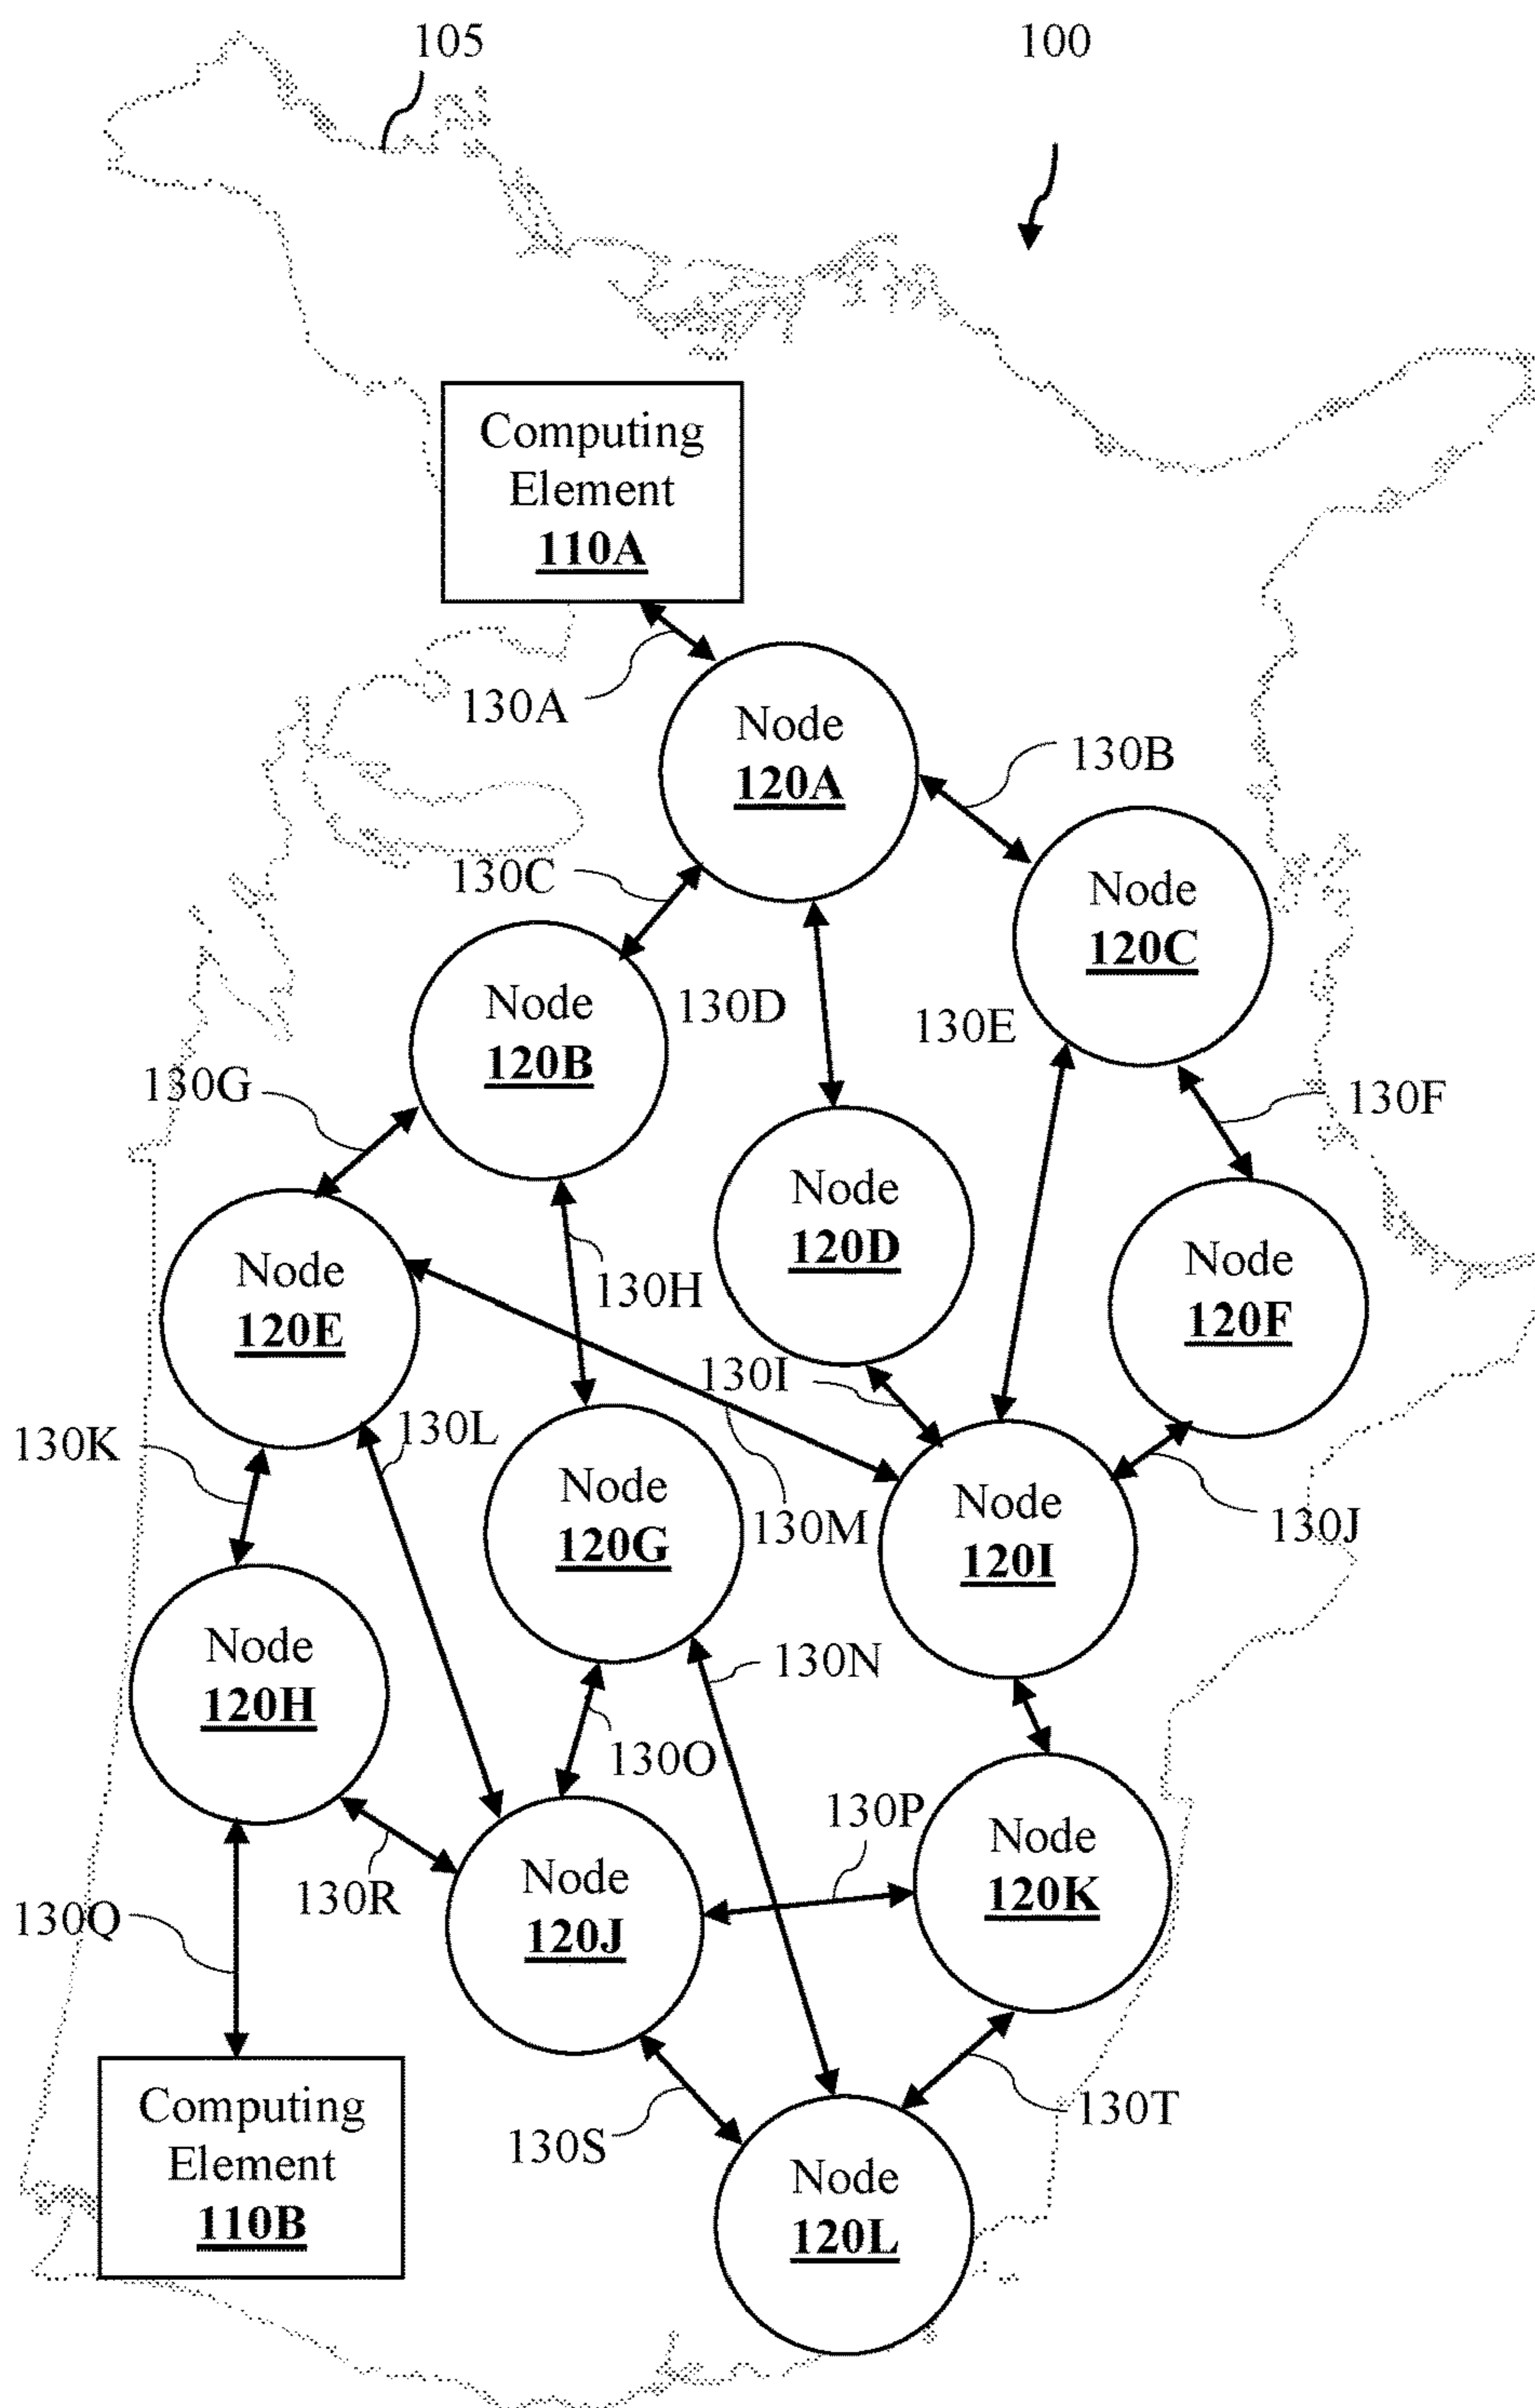 105
100
Computing
Element
110A
130A
Node
120A
130B
130C
Node
120C
Node
120B
130D
130E
130G
130F
Node
120D
Node
120E
130H
Node
120F
130I
130L
130K
Node
120G
130M
Node
120I
130J
Node
120H
130N
130O
130P
Node
120K
Node
120J
130R
130Q
Computing
Element
110B
130S
130T
Node
120L